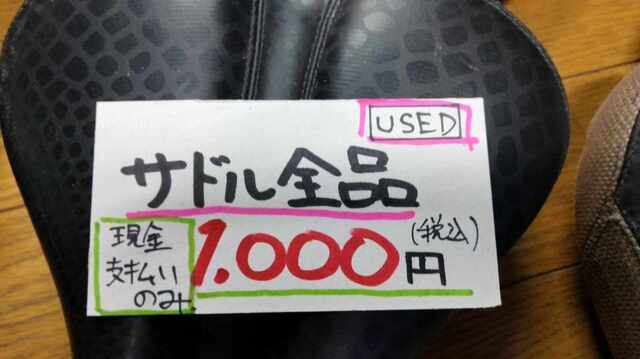 USED
サドル全品
現金
支払い
のみ
1.000円
(税込)